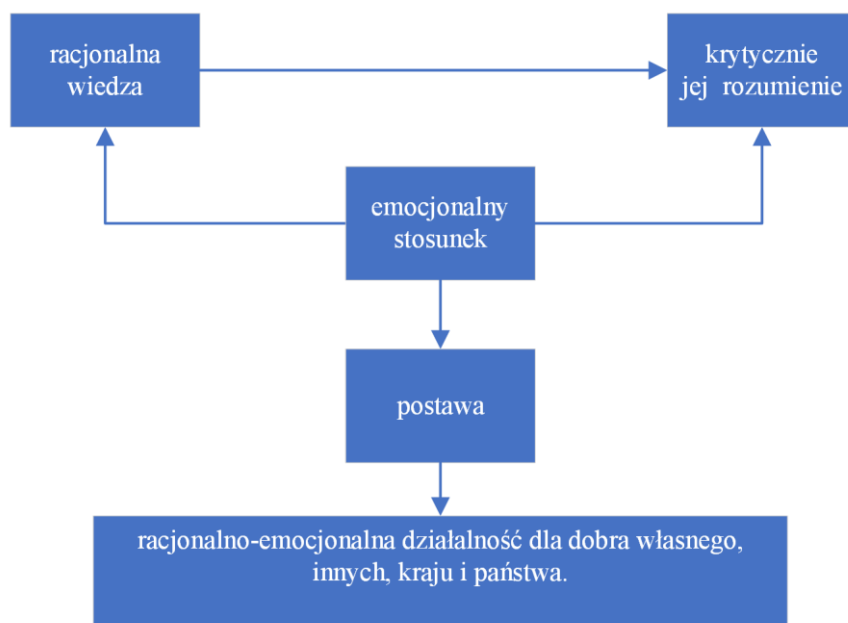 racjonalna
wiedza
krytycznie
jej rozumienie
emocjonalny
stosunek
postawa
racjonalno-emocjonalna działalność dla dobra własnego,
innych, kraju i państwa.